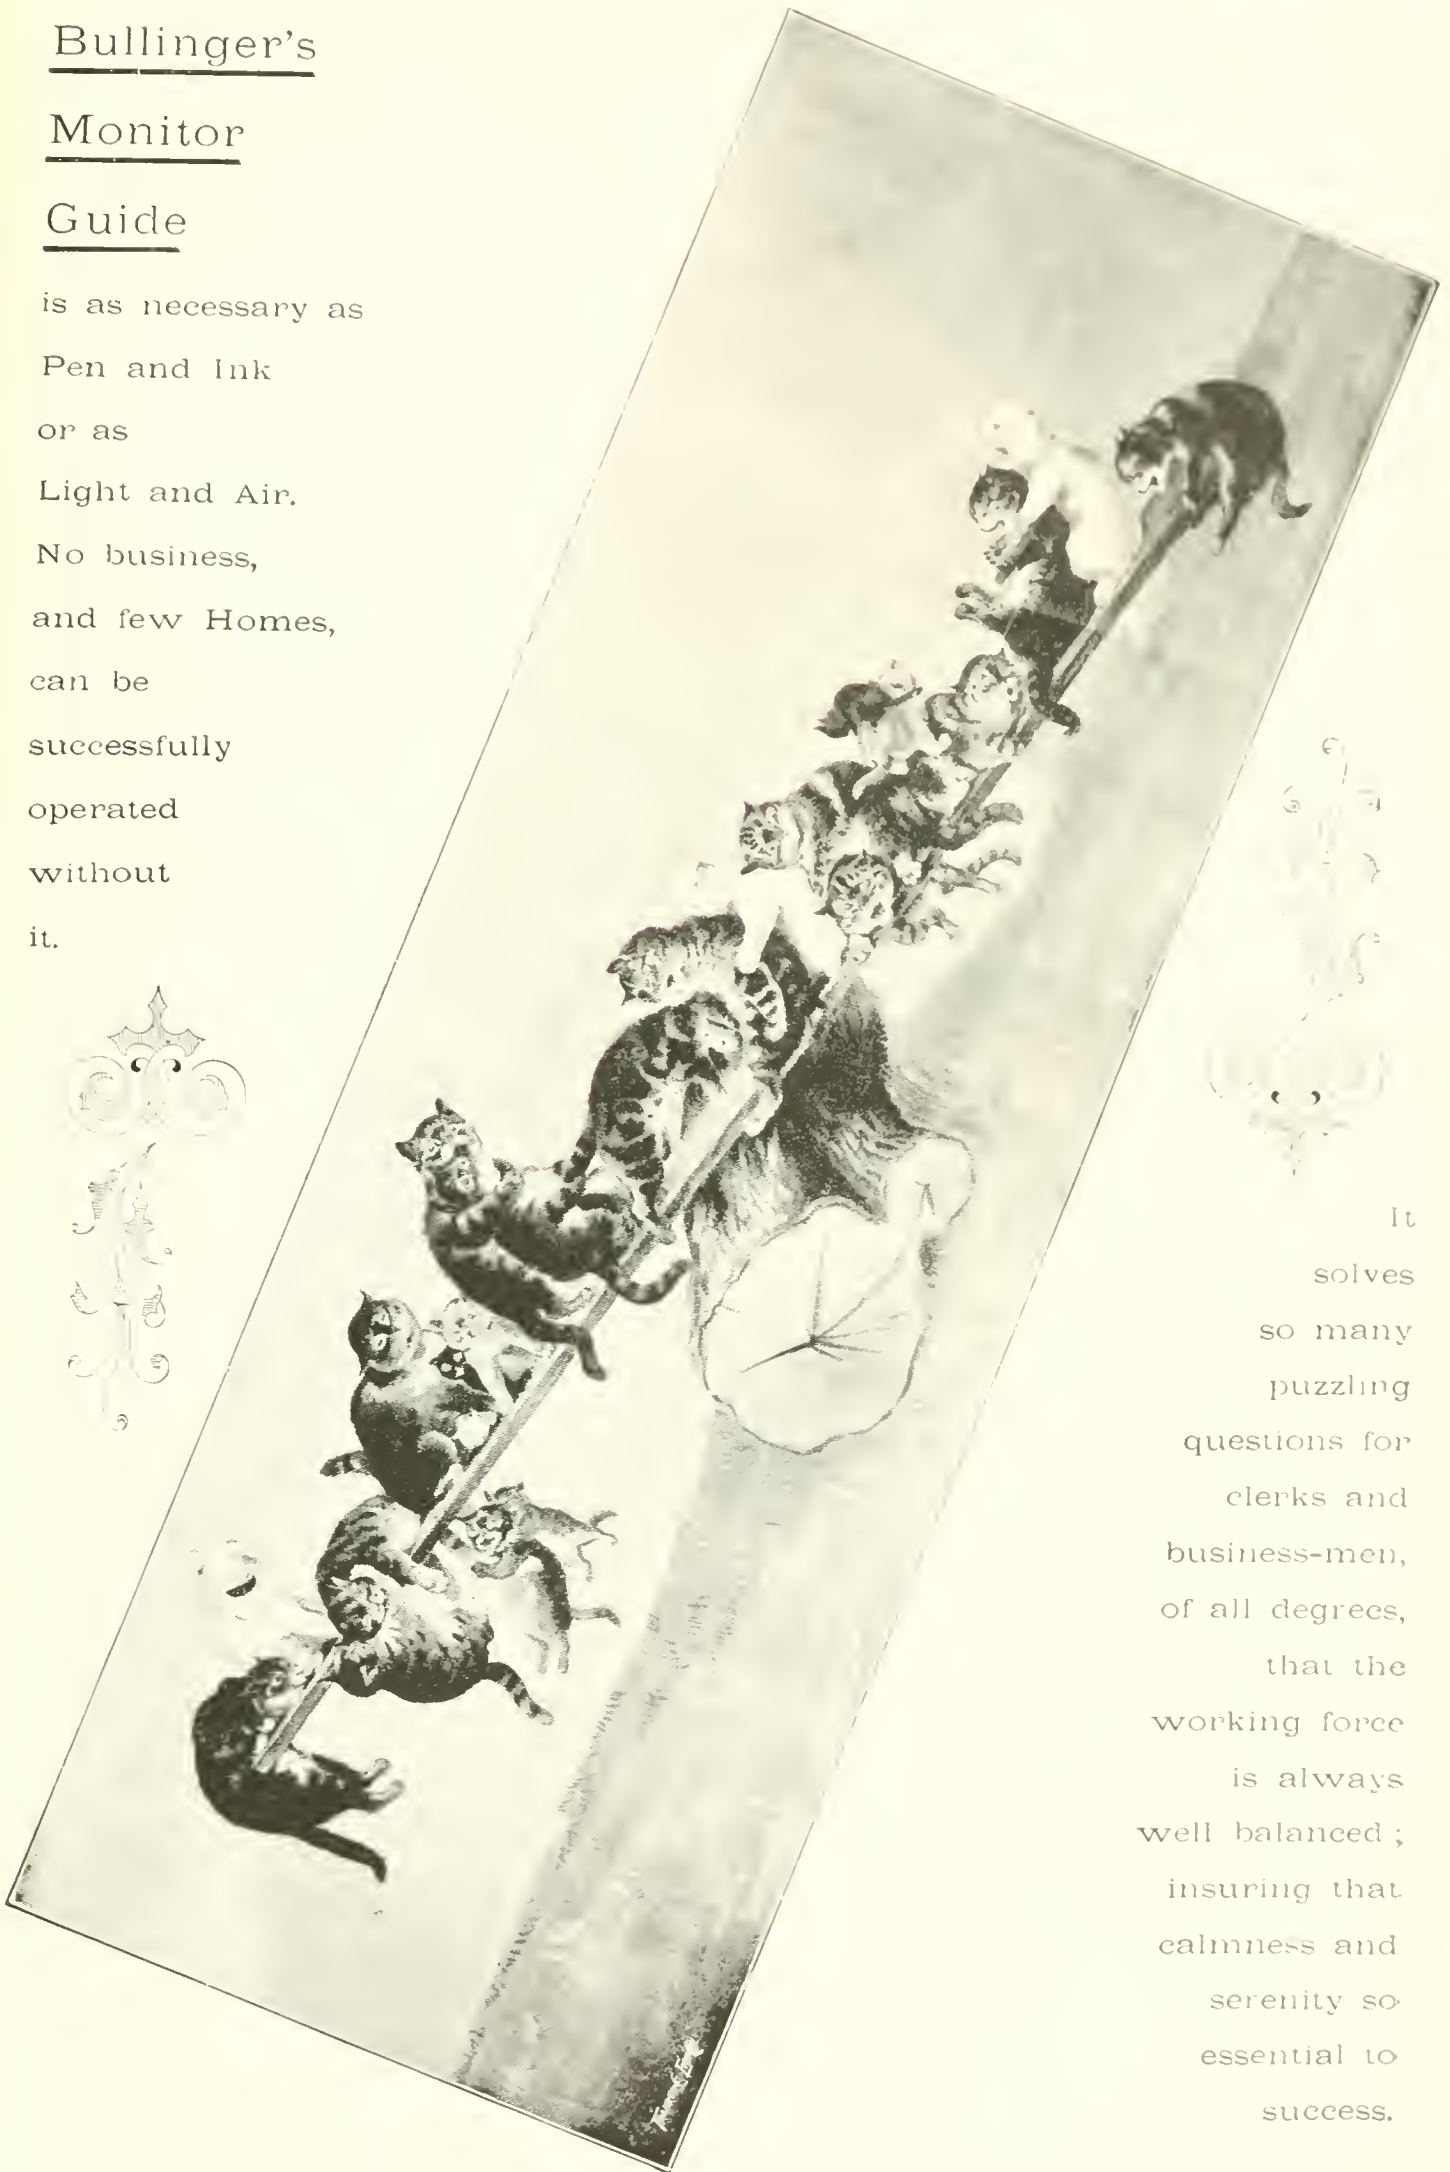 Bullinger's
Monitor
Guide
is as necessary as
Pen and Ink
or as
Light and Air.
No business,
and few Homes,
can be
successfully
operated
without
it.
It
solves
so many
puzzling
questions for
clerks and
business-men,
of all degrees,
that the
working force
is always
well balanced ;
insuring that
calmness and
serenity so
essential to
success.